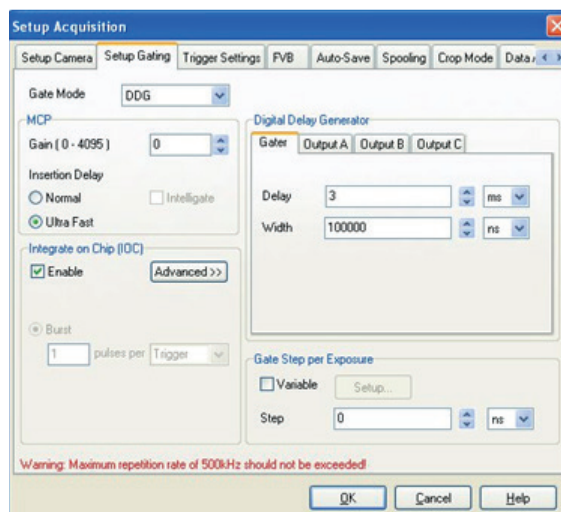 Setup Acquisition
Setup Camera Setup Gating Trigger Settings FVB Auto-Save Spooling Crop Mode Data
Gate Mode DDG
MCP
Gain ( 0 - 4095 ) 0
Insertion Delay
Normal Intelligate
Ultra Fast
Integrate on Chip (IOC)
Enable Advanced >>
Burst
1 pulses per Trigger
Digital Delay Generator
Gater Output A Output B Output C
Delay 3 ms
Width 100000 ns
Gate Step per Exposure
Variable Setup...
Step 0 ns
Warning: Maximum repetition rate of 500kHz should not be exceeded!
OK Cancel Help